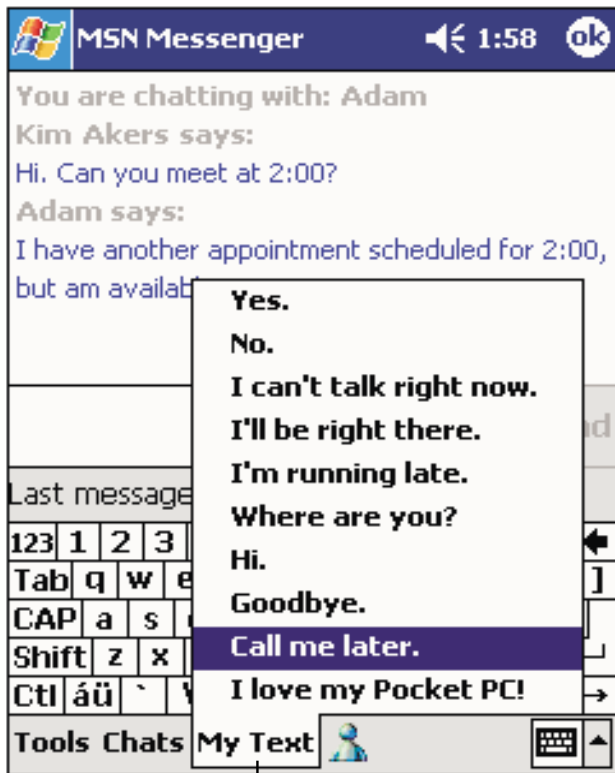 MSN Messenger 1:58 ok
You are chatting with: Adam
Kim Akers says:
Hi. Can you meet at 2:00?
Adam says:
I have another appointment scheduled for 2:00,
but am
Yes.
No.
I can't talk right now.
I'll be right there.
I'm running late.
Where are you?
Hi.
Goodbye.
Call me later.
I love my Pocket PC!
Last message
123 1 2 3
Tab q w e ]
CAP a s
Shift z x
Ctl áü `
Tools Chats My Text